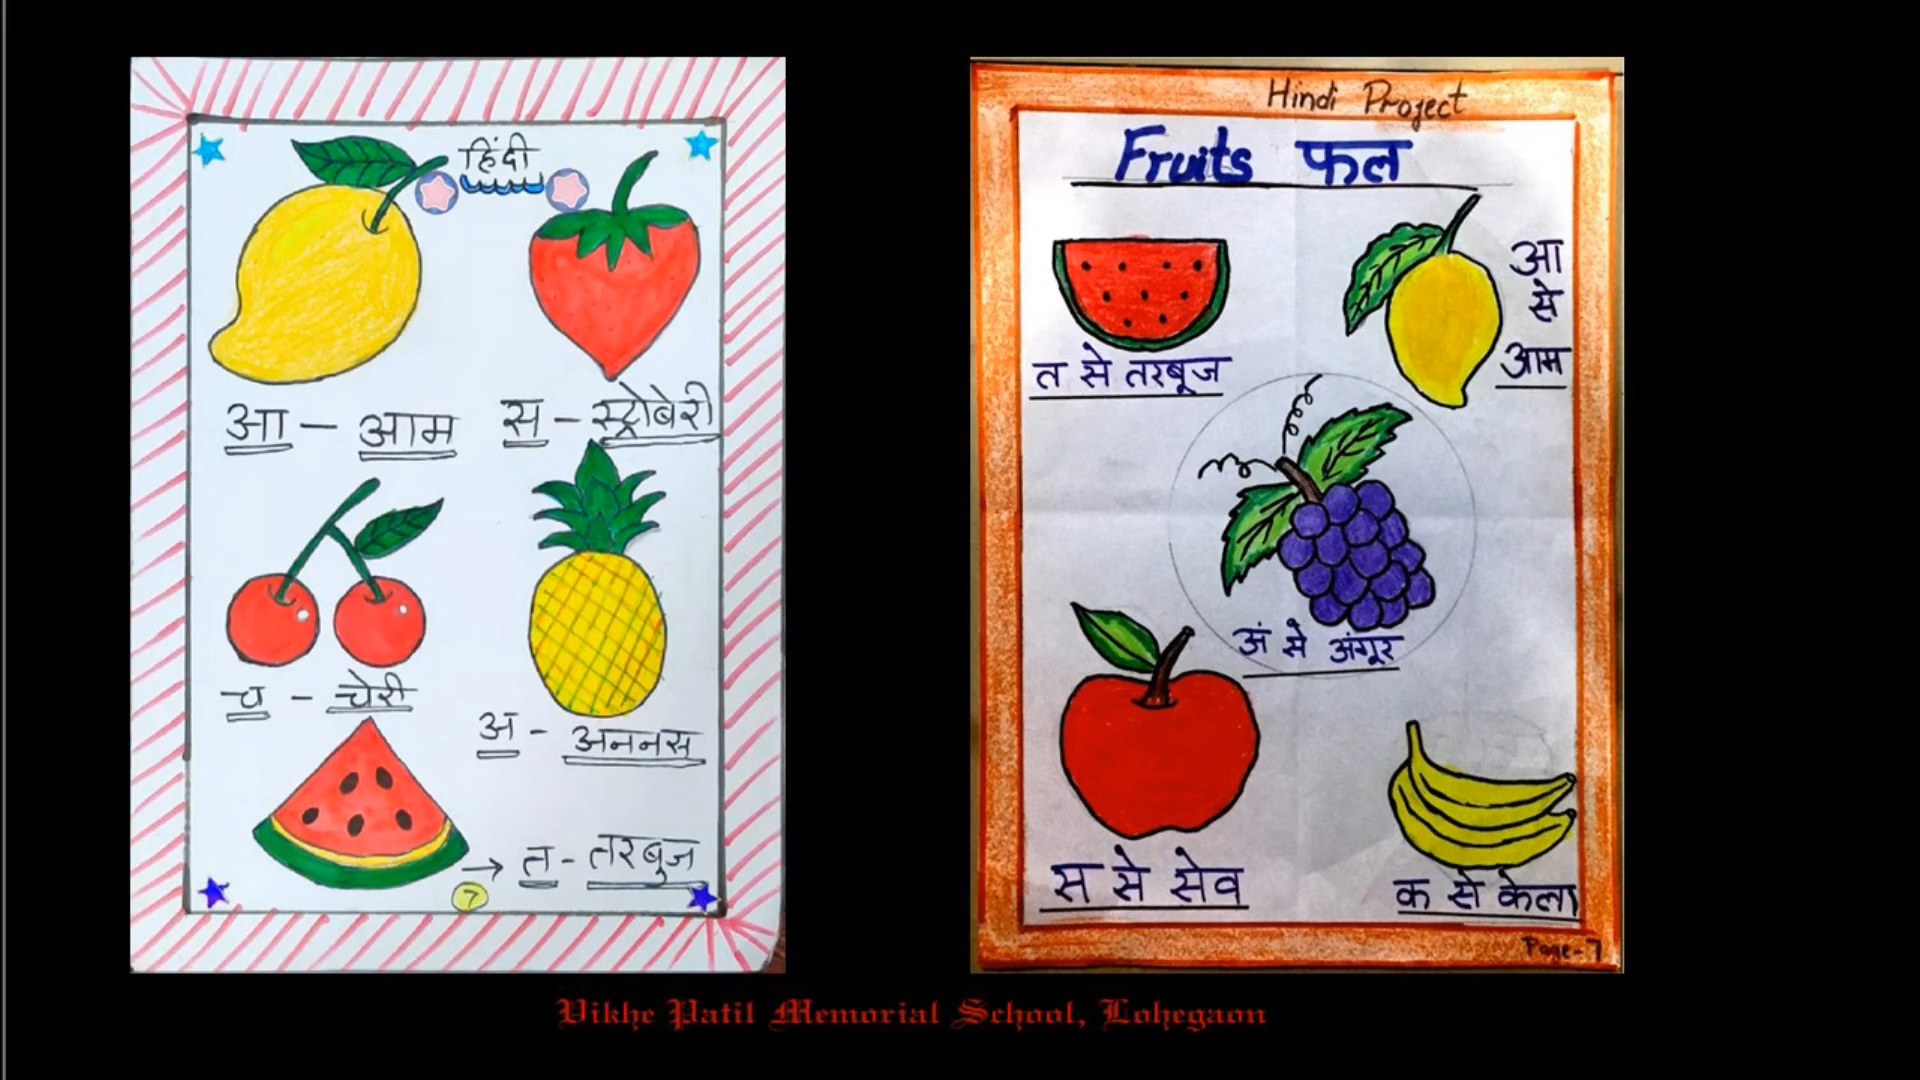 हिंदी
आ - आम
स - स्ट्रोबेरी
च - चेरी
अ - अननस
→ त - तरबुज
7
Hindi Project
Fruits फल
त से तरबूज
आ
से
आम
अं से अंगूर
स से सेव
क से केला
Page-7
Vikhe Patil Memorial School, Lohegaon